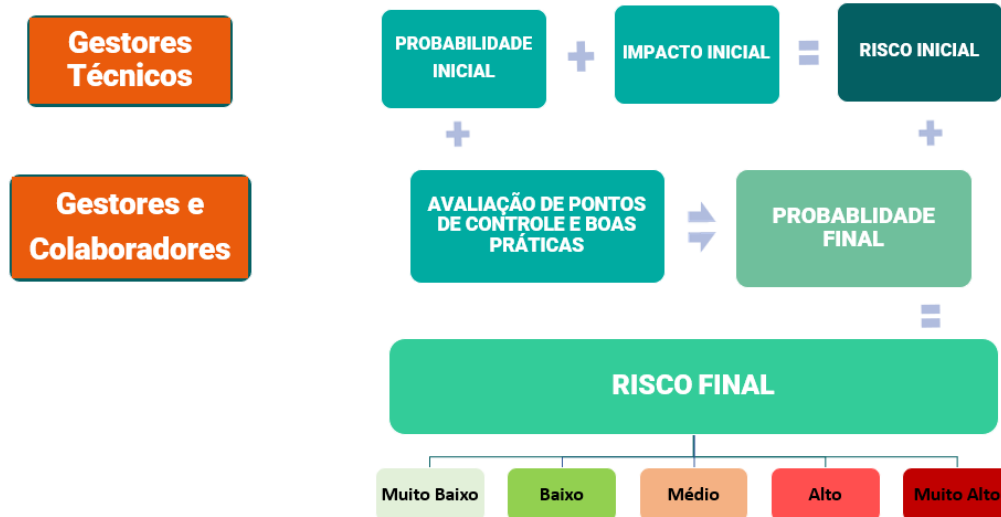 Gestores
Técnicos
PROBABILIDADE
INICIAL
+
IMPACTO INICIAL
=
RISCO INICIAL
+
+
Gestores e
Colaboradores
AVALIAÇÃO DE PONTOS
DE CONTROLE E BOAS
PRÁTICAS
PROBABLIDADE
FINAL
=
RISCO FINAL
Muito Baixo
Baixo
Médio
Alto
Muito Alto